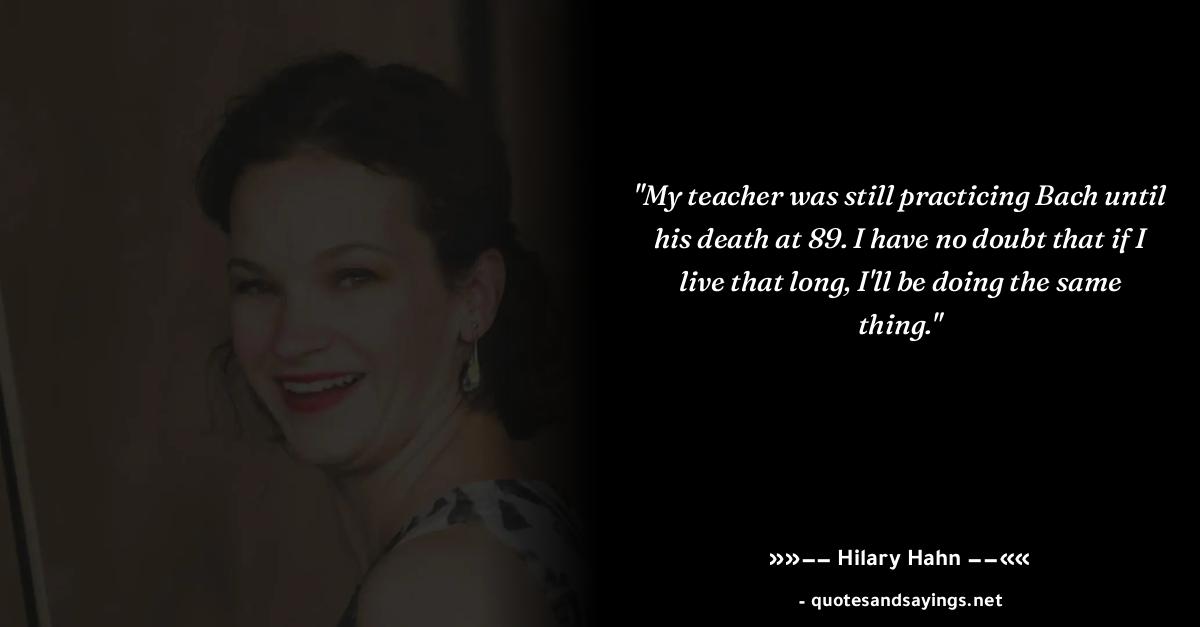 "My teacher was still practicing Bach until
his death at 89. I have no doubt that if I
live that long, I'll be doing the same
thing."
»»−− Hilary Hahn −−««
- quotesandsayings.net